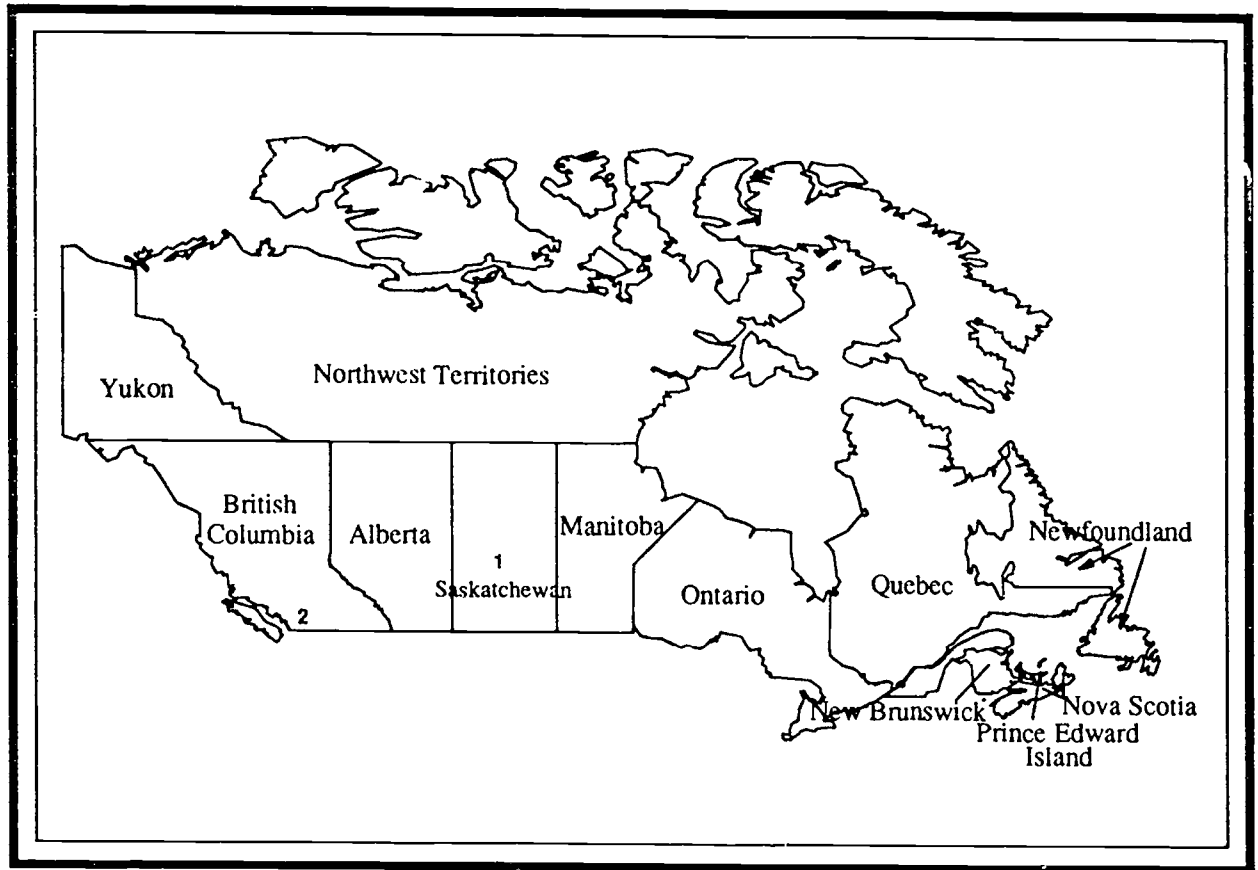 Yukon
Northwest Territories
British
Columbia
Alberta
1
Saskatchewan
Manitoba
2
Ontario
Quebec
Newfoundland
New Brunswick
Nova Scotia
Prince Edward
Island